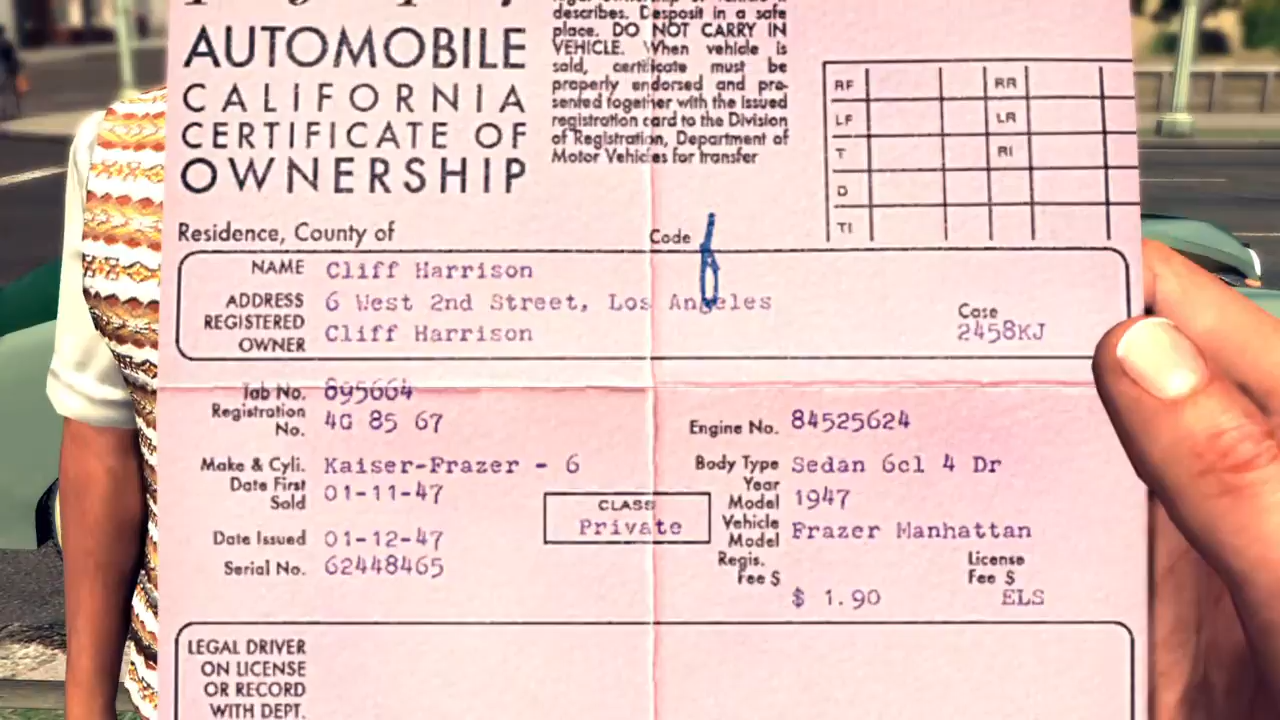 AUTOMOBILE
CALIFORNIA
CERTIFICATE OF
OWNERSHIP
describes. Desposit in a safe
place. DO NOT CARRY IN
VEHICLE. When vehicle is
sold, certificate must be
properly endorsed and pre-
sented together with the issued
registration card to the Division
of Registration, Department of
Motor Vehicles for transfer
RF RR
LF LR
T RI
D
TI
Residence, County of
Code
NAME Cliff Harrison
ADDRESS 6 West 2nd Street, Los Angeles
REGISTERED
OWNER Cliff Harrison
Case
2458KJ
Tab No. 895664
Registration
No. 4G 85 67
Engine No. 84525624
Make & Cyli. Kaiser-Frazer - 6
Body Type Sedan 6cl 4 Dr
Date First
Sold 01-11-47
Year
Model 1947
CLASS
Private
Vehicle
Model Frazer Manhattan
Date Issued 01-12-47
Serial No. 62448465
Regis.
Fee $
$ 1.90
License
Fee $
ELS
LEGAL DRIVER
ON LICENSE
OR RECORD
WITH DEPT.